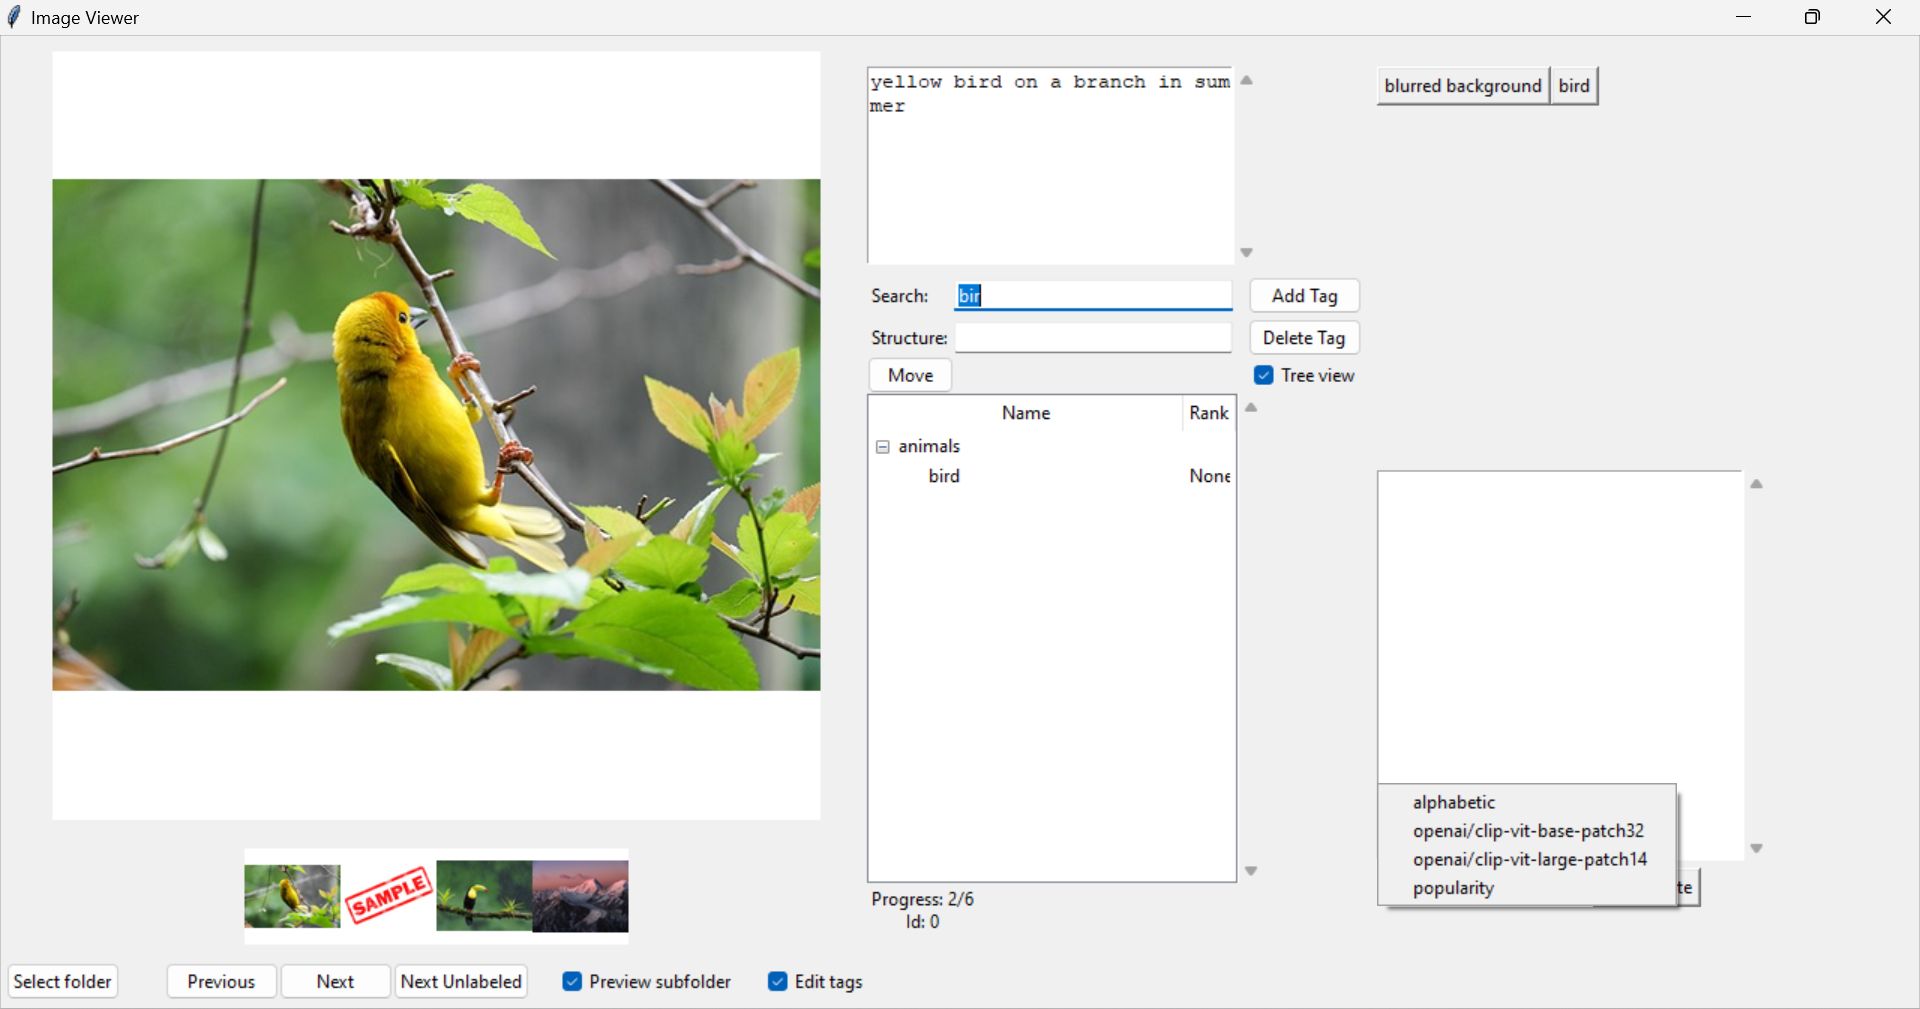 Image Viewer
yellow bird on a branch in sum
mer
blurred background
bird
Search: bir
Add Tag
Structure:
Delete Tag
Move
Tree view
Name Rank
animals
bird None
alphabetic
openai/clip-vit-base-patch32
openai/clip-vit-large-patch14
popularity
te
SAMPLE
Progress: 2/6
Id: 0
Select folder
Previous
Next
Next Unlabeled
Preview subfolder
Edit tags